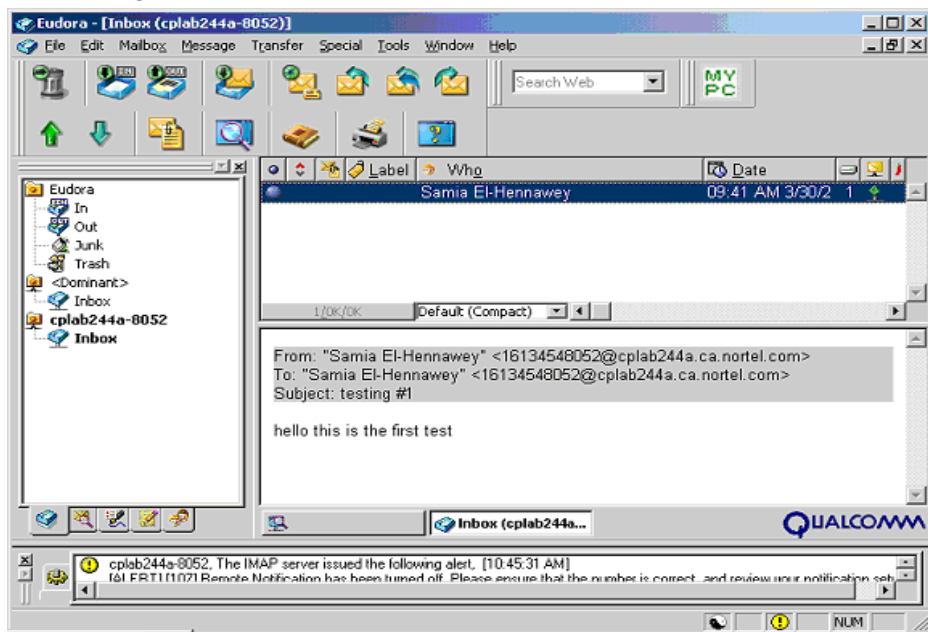 Eudora - [Inbox (cplab244a-8052)]
File Edit Mailbox Message Transfer Special Tools Window Help
IN OUT
Search Web
MY
PC
Label Who Date
Samia El-Hennawey 09:41 AM 3/30/2 1
Eudora
In
Out
Junk
Trash
<Dominant>
Inbox
cplab244a-8052
Inbox
1/0K/0K Default (Compact)
From: "Samia El-Hennawey" <16134548052@cplab244a.ca.nortel.com>
To: "Samia El-Hennawey" <16134548052@cplab244a.ca.nortel.com>
Subject: testing #1
hello this is the first test
Inbox (cplab244a...
QUALCOMM
cplab244a-8052, The IMAP server issued the following alert, [10:45:31 AM]
[ALERT] [107] Remote Notification has been turned off. Please ensure that the number is correct, and review your notification set
NUM